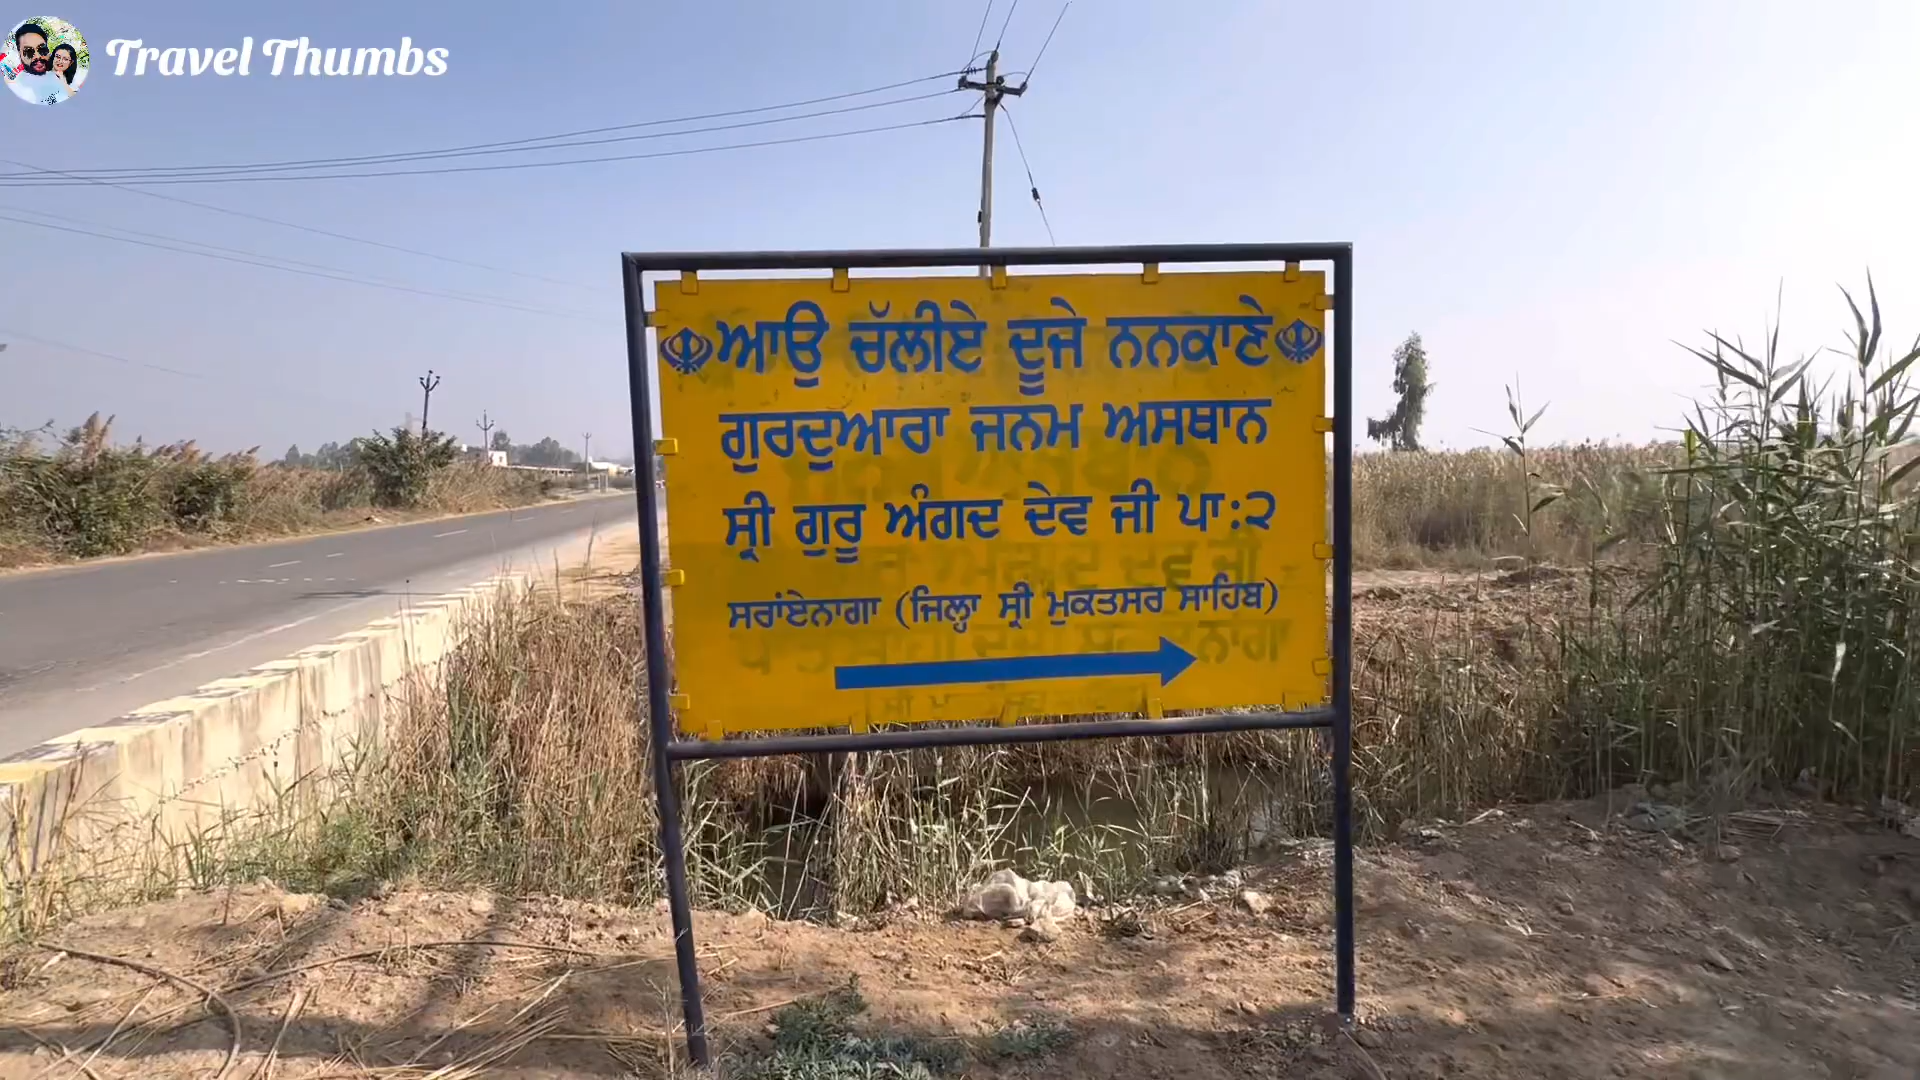 Travel Thumbs
ਆਉ ਚੱਲੀਏ ਦੂਜੇ ਨਨਕਾਣੇ
ਗੁਰਦੁਆਰਾ ਜਨਮ ਅਸਥਾਨ
ਸ੍ਰੀ ਗੁਰੂ ਅੰਗਦ ਦੇਵ ਜੀ ਪਾ:੨
ਸਰਾਂਏਨਾਗਾ (ਜਿਲ੍ਹਾ ਸ੍ਰੀ ਮੁਕਤਸਰ ਸਾਹਿਬ)